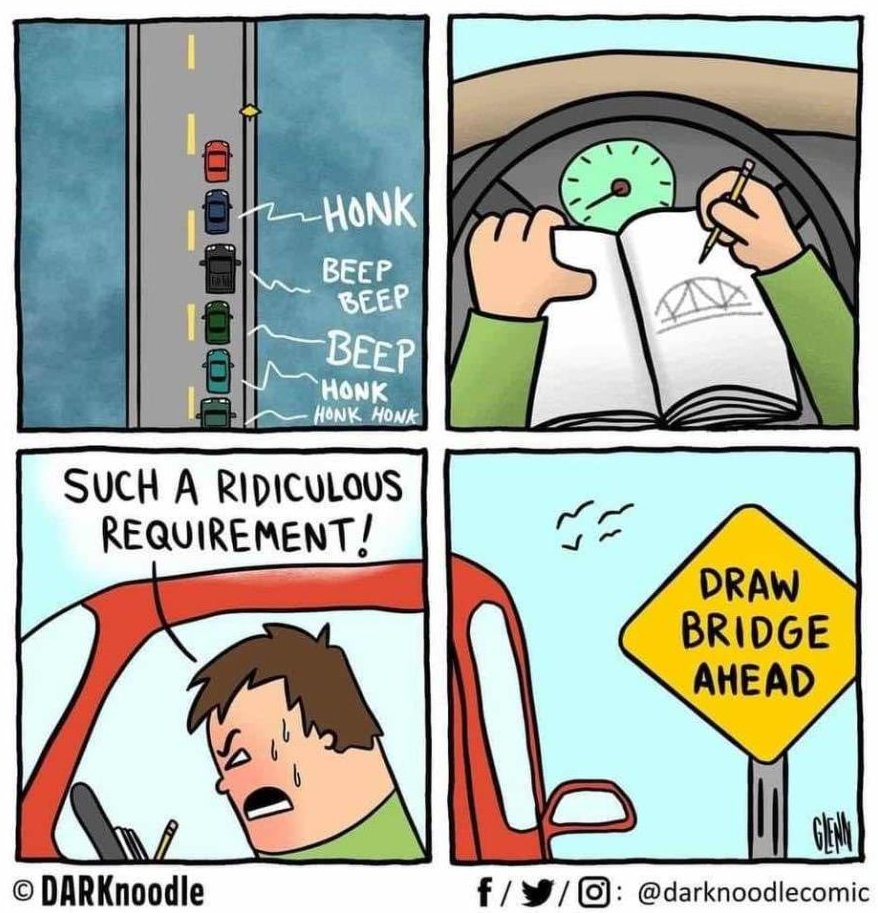 HONK
BEEP
BEEP
BEEP
HONK
HONK HONK
SUCH A RIDICULOUS
REQUIREMENT!
DRAW
BRIDGE
AHEAD
GLENN
© DARKnoodle
f/ / : @darknoodlecomic